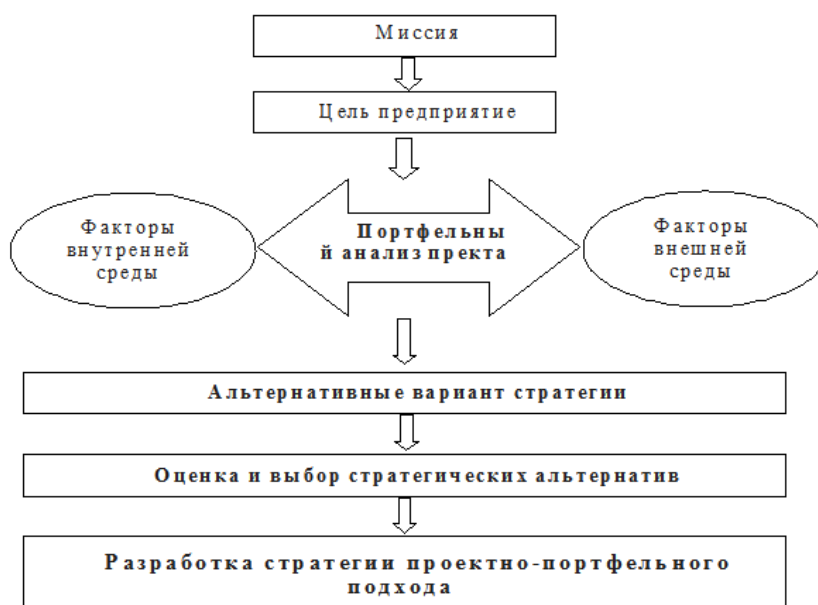 Миссия
Цель предприятие
Факторы
внутренней
среды
Портфельны
й анализ пректа
Факторы
внешней
среды
Альтернативные вариант стратегии
Оценка и выбор стратегических альтернатив
Разработка стратегии проектно-портфельного
подхода